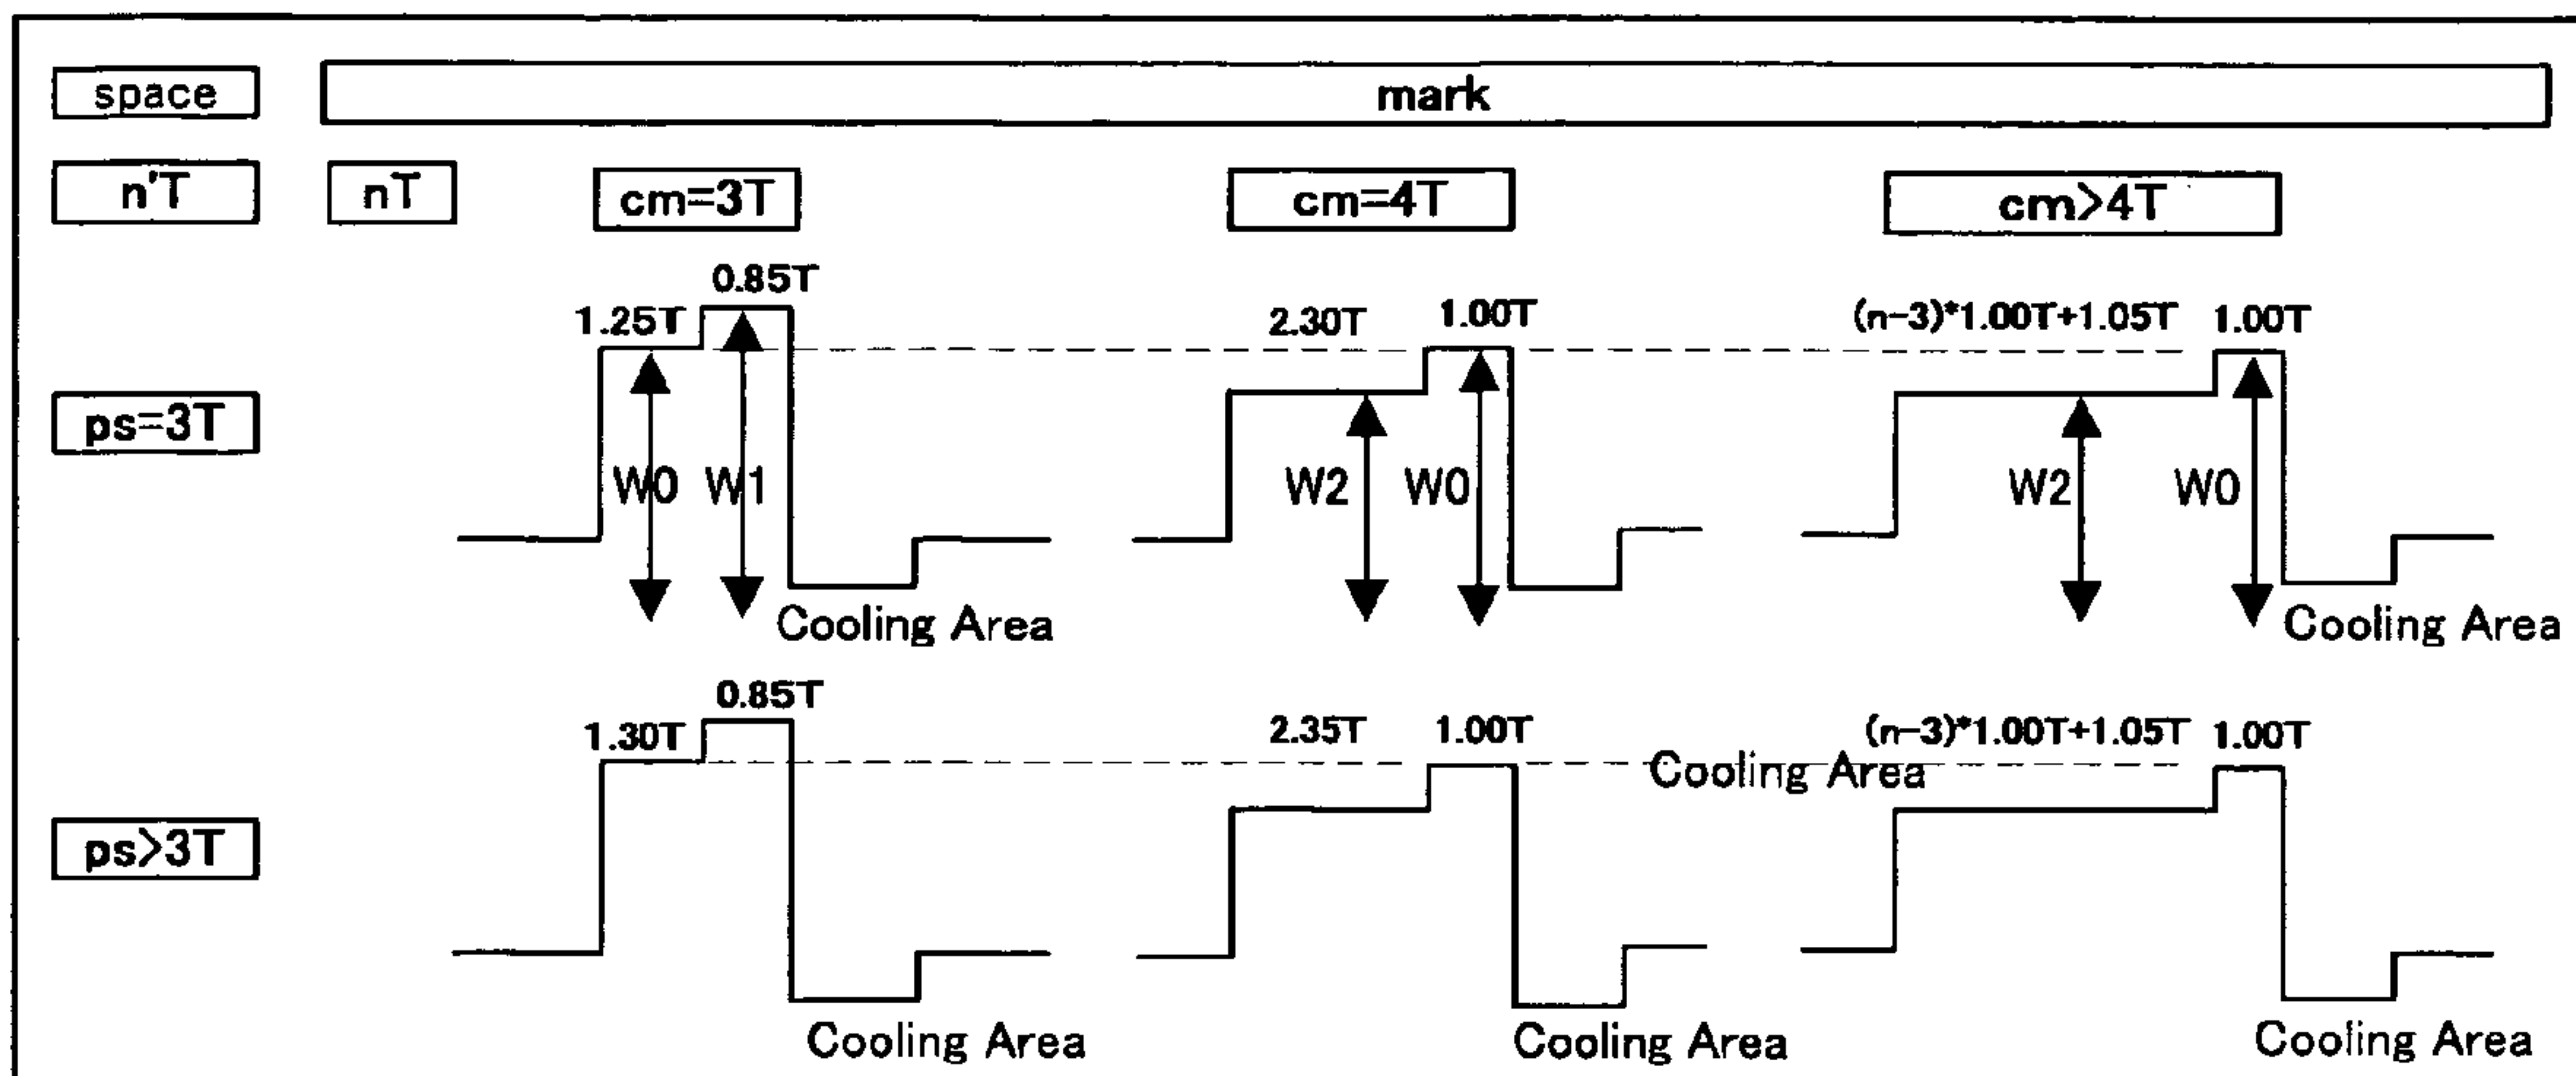 space
mark
n'T
nT
cm=3T
cm=4T
cm>4T
0.85T
1.25T
2.30T
1.00T
(n-3)*1.00T+1.05T
1.00T
ps=3T
W0
W1
W2
W0
W2
W0
Cooling Area
Cooling Area
0.85T
1.30T
2.35T
1.00T
(n-3)*1.00T+1.05T
1.00T
Cooling Area
ps>3T
Cooling Area
Cooling Area
Cooling Area